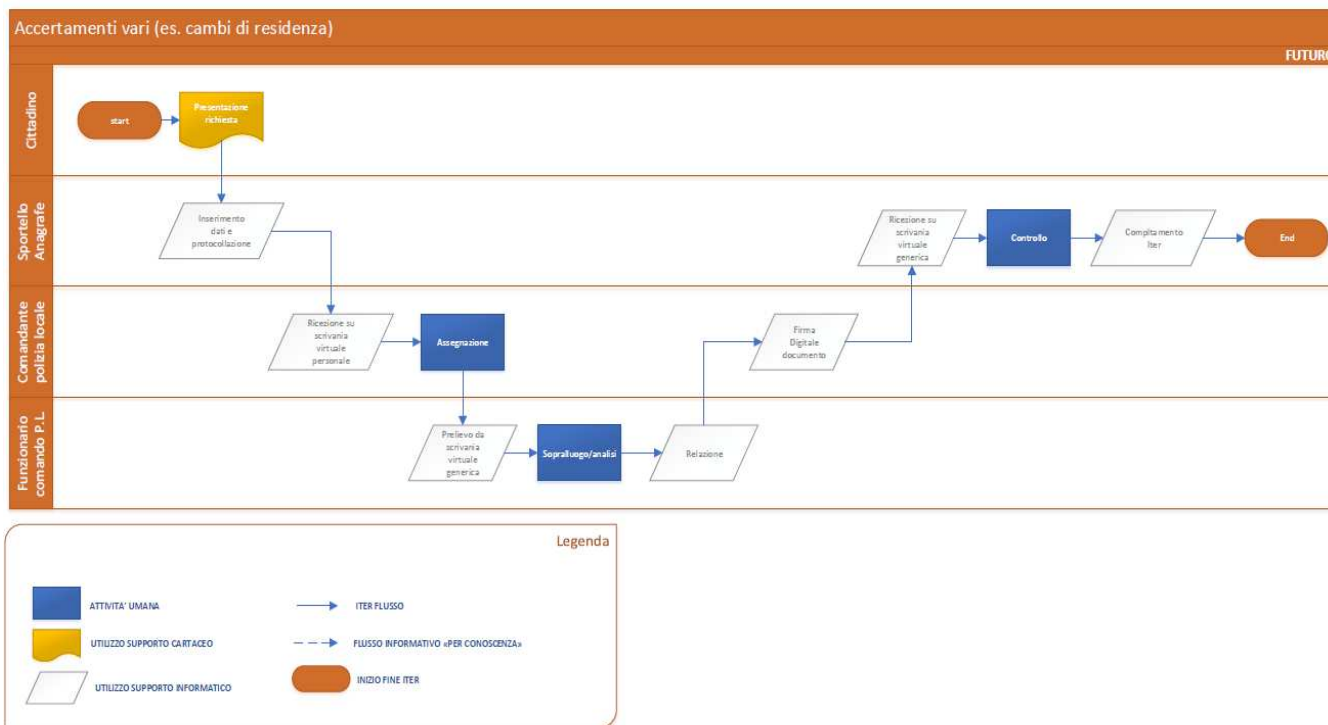 Accertamenti vari (es. cambi di residenza)
FUTURO
Cittadino
start
Presentazione
richiesta
Sportello
Anagrafe
Inserimento
dati e
protocollazione
Ricezione su
scrivania
virtuale
generica
Controllo
Complitamento
Iter
End
Comandante
polizia locale
Ricezione su
scrivania
virtuale
personale
Assegnazione
Firma
Digitale
documento
Funzionario
comando P.L.
Prelievo da
scrivania
virtuale
generica
Sopralluogo/analisi
Relazione
Legenda
ATTIVITA' UMANA
ITER FLUSSO
UTILIZZO SUPPORTO CARTACEO
FLUSSO INFORMATIVO «PER CONOSCENZA»
UTILIZZO SUPPORTO INFORMATICO
INIZIO FINE ITER